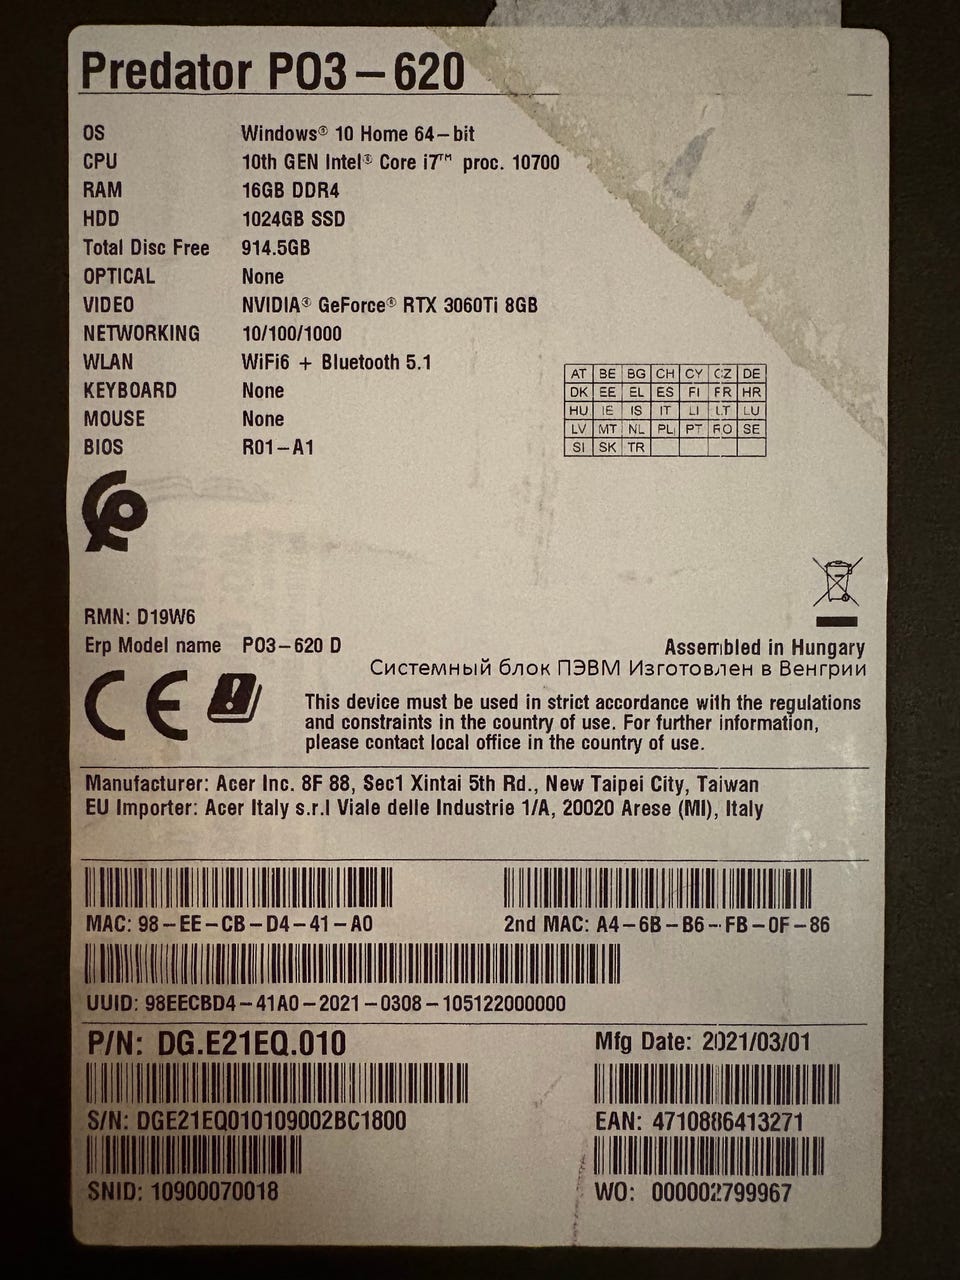 Predator PO3-620
OS Windows® 10 Home 64-bit
CPU 10th GEN Intel® Core i7™ proc. 10700
RAM 16GB DDR4
HDD 1024GB SSD
Total Disc Free 914.5GB
OPTICAL None
VIDEO NVIDIA® GeForce® RTX 3060Ti 8GB
NETWORKING 10/100/1000
WLAN WiFi6 + Bluetooth 5.1
KEYBOARD None
MOUSE None
BIOS R01-A1
AT BE BG CH CY CZ DE
DK EE EL ES FI FR HR
HU IE IS IT LI LT LU
LV MT NL PL PT RO SE
SI SK TR
RMN: D19W6
Erp Model name PO3-620 D
Assembled in Hungary
Системный блок ПЭВМ Изготовлен в Венгрии
CE
This device must be used in strict accordance with the regulations
and constraints in the country of use. For further information,
please contact local office in the country of use.
Manufacturer: Acer Inc. 8F 88, Sec1 Xintai 5th Rd., New Taipei City, Taiwan
EU Importer: Acer Italy s.r.l Viale delle Industrie 1/A, 20020 Arese (MI), Italy
MAC: 98-EE-CB-D4-41-A0
2nd MAC: A4-6B-B6-FB-0F-86
UUID: 98EECBD4-41A0-2021-0308-105122000000
P/N: DG.E21EQ.010
Mfg Date: 2021/03/01
S/N: DGE21EQ010109002BC1800
EAN: 4710886413271
SNID: 10900070018
WO: 000002799967